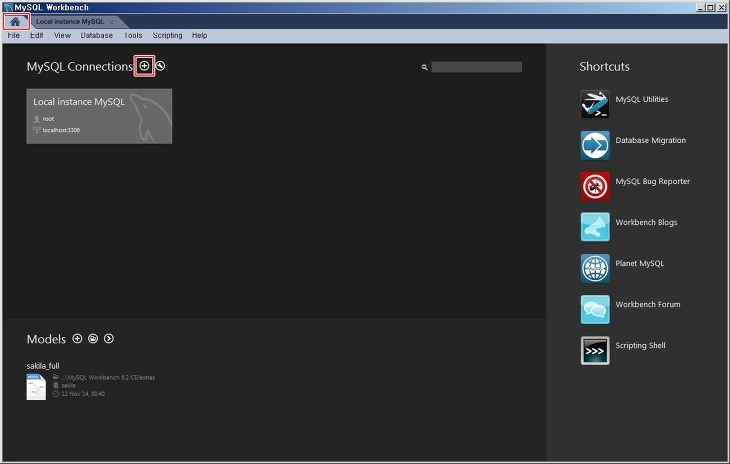 MySQL Workbench
Local instance MySQL
File Edit View Database Tools Scripting Help
MySQL Connections
Local instance MySQL
root
localhost:3306
Shortcuts
MySQL Utilities
Database Migration
MySQL Bug Reporter
Workbench Blogs
Planet MySQL
Workbench Forum
Scripting Shell
Models
sakila_full
...\MySQL Workbench 6.2 CE/extras
sakila
12 Nov 14, 00:40